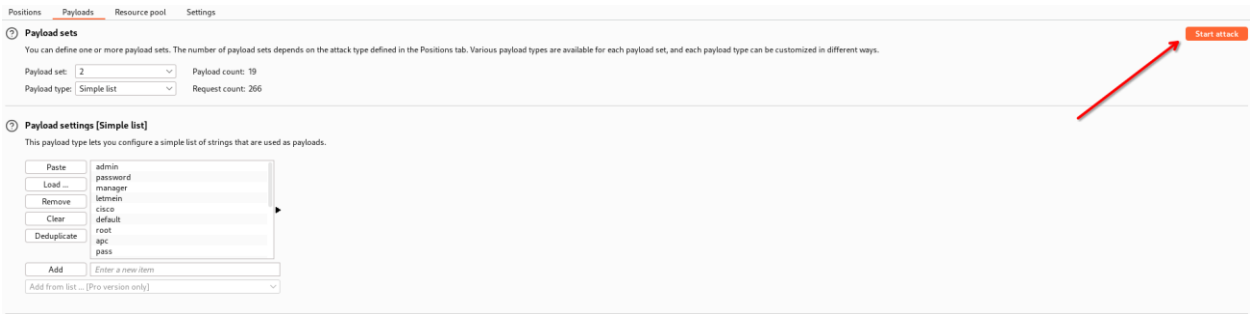 Positions Payloads Resource pool Settings
Payload sets
Start attack
You can define one or more payload sets. The number of payload sets depends on the attack type defined in the Positions tab. Various payload types are available for each payload set, and each payload type can be customized in different ways.
Payload set: 2 Payload count: 19
Payload type: Simple list Request count: 266
Payload settings [Simple list]
This payload type lets you configure a simple list of strings that are used as payloads.
Paste admin
password
Load ... manager
letmein
Remove cisco
Clear default
root
Deduplicate apc
pass
Add Enter a new item
Add from list ... [Pro version only]